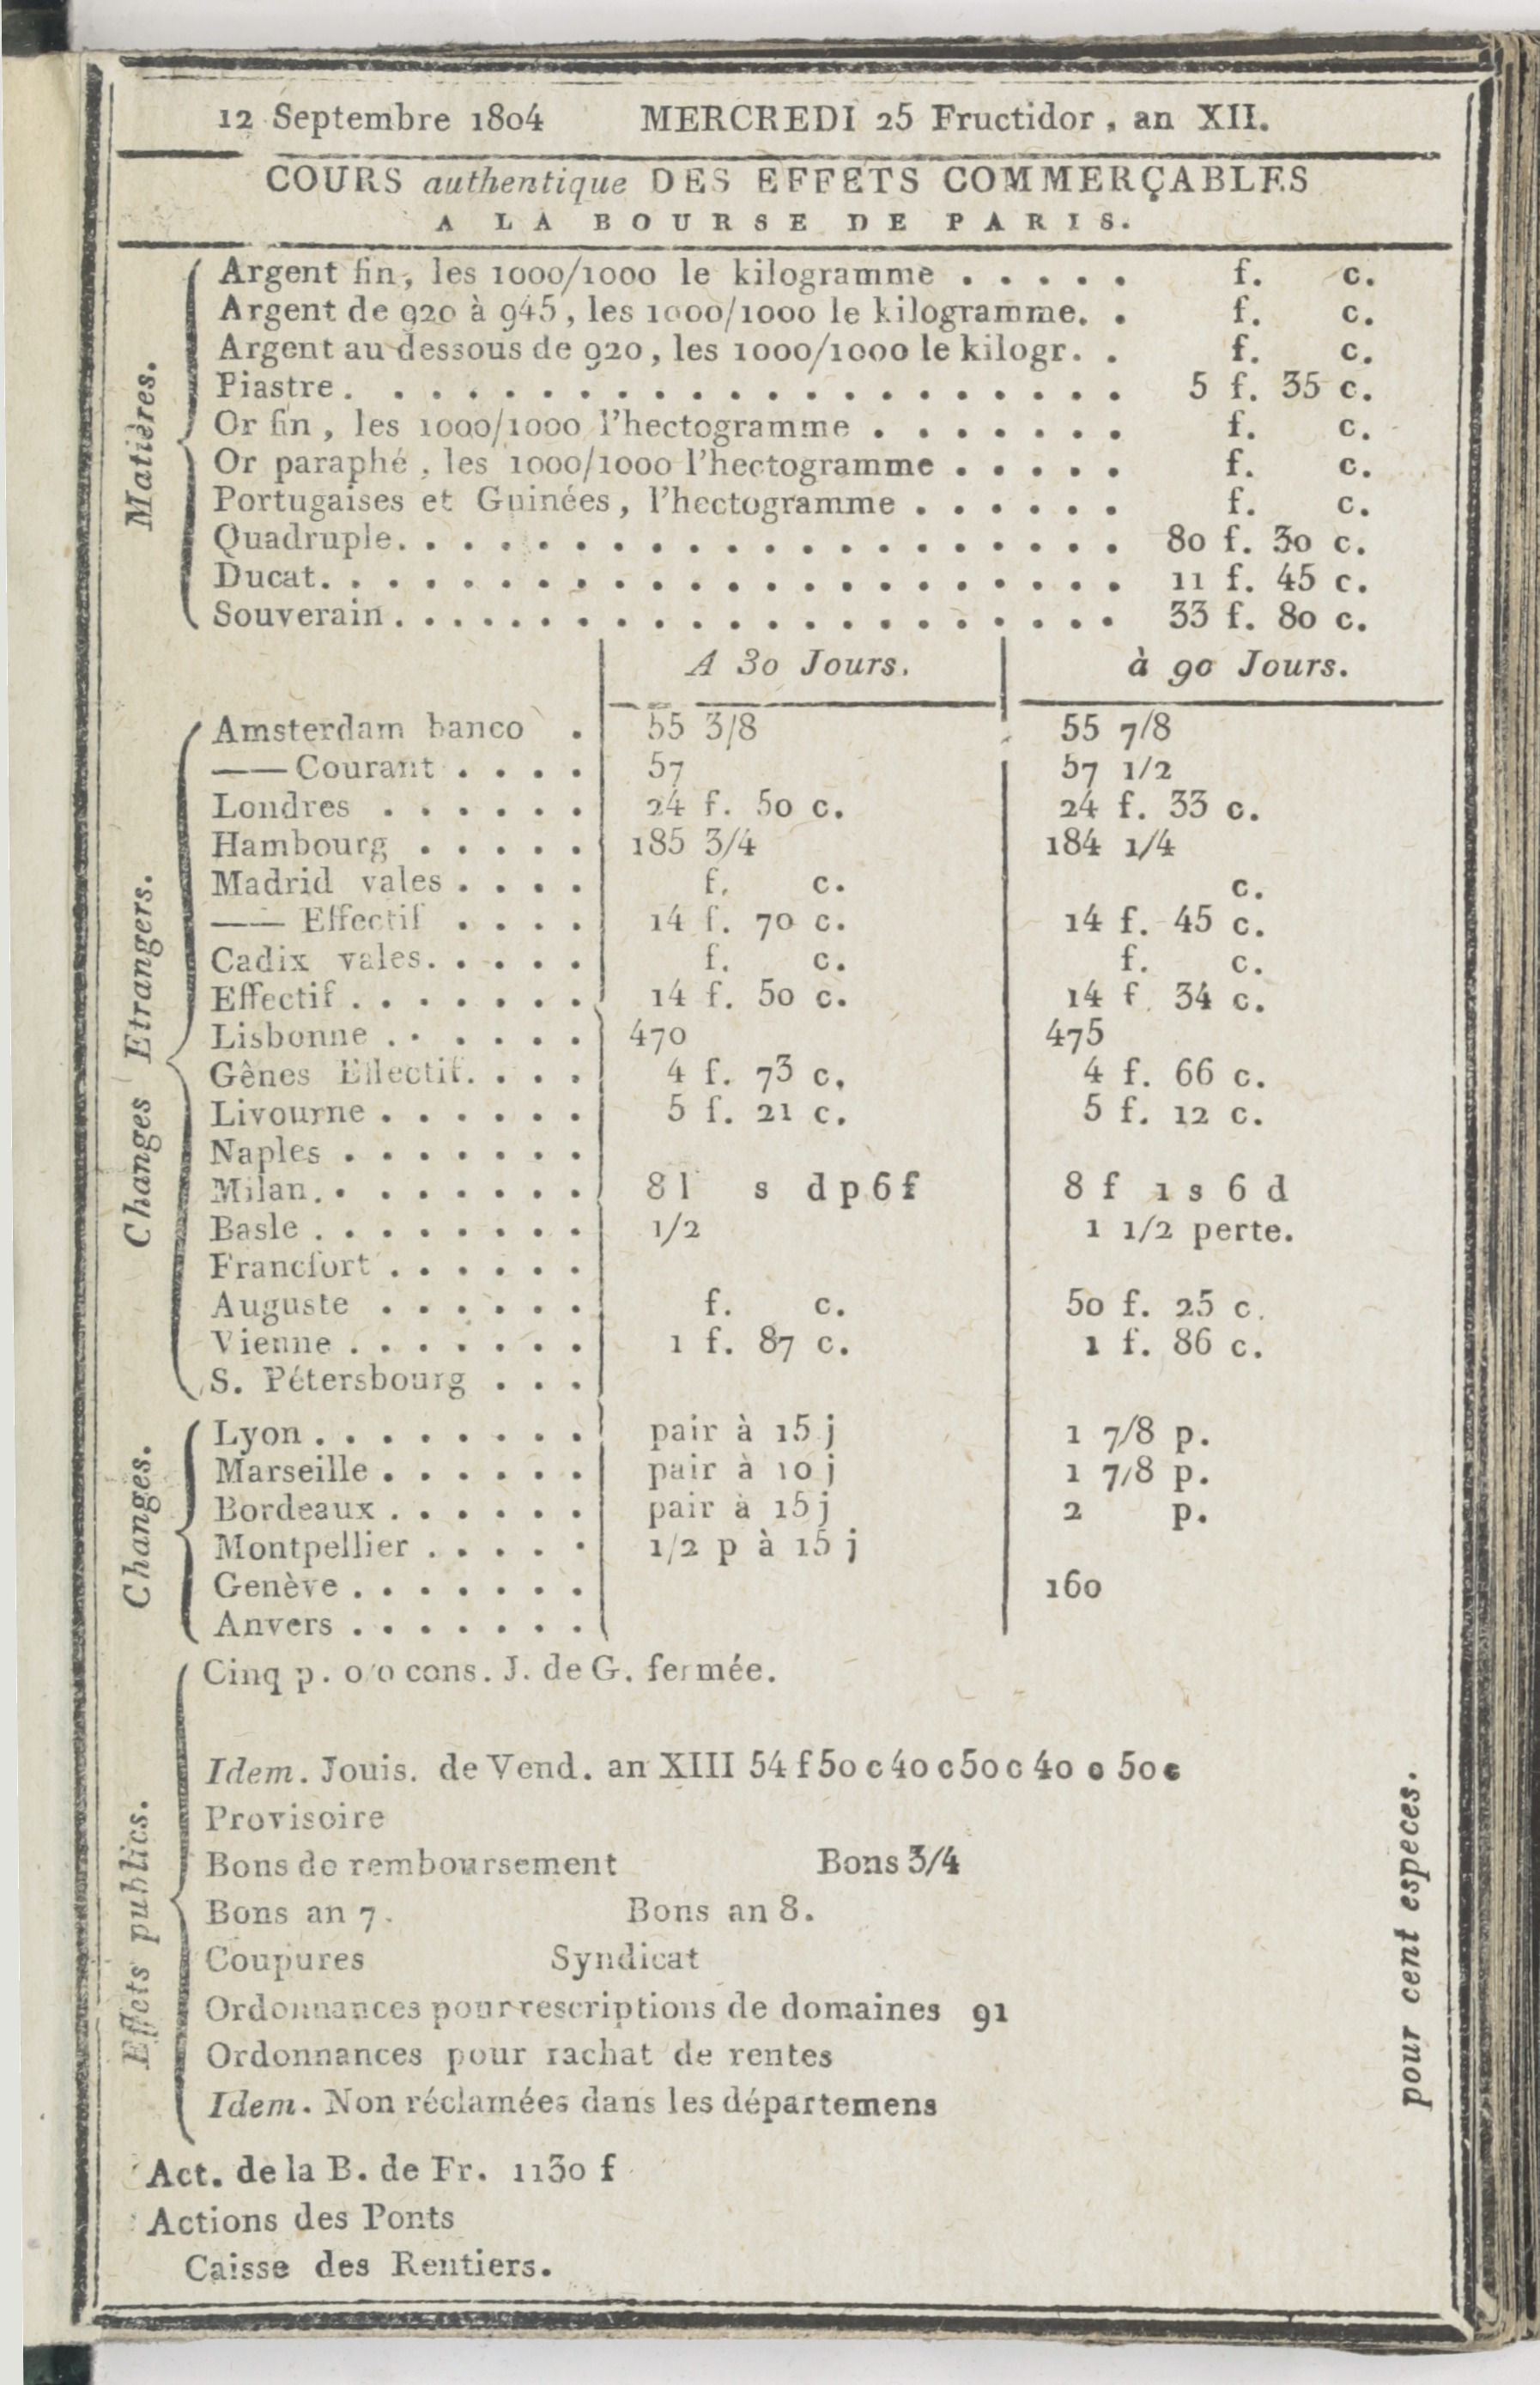 12 Septembre 1804 MERCREDI 25 Fructidor, an XII.
COURS authentique DES EFFETS COMMERÇABLES
A LA BOURSE DE PARIS.
Matières.
Argent fin, les 1000/1000 le kilogramme . . . . . f. c.
Argent de 920 à 945, les 1000/1000 le kilogramme. . f. c.
Argent au dessous de 920, les 1000/1000 le kilogr. . f. c.
Piastre. . . . . . . . . . . . . . . . . . . . . 5 f. 35 c.
Or fin, les 1000/1000 l'hectogramme . . . . . . . f. c.
Or paraphé, les 1000/1000 l'hectogramme . . . . . f. c.
Portugaises et Guinées, l'hectogramme . . . . . . f. c.
Quadruple. . . . . . . . . . . . . . . . . . . . 80 f. 30 c.
Ducat. . . . . . . . . . . . . . . . . . . . . . 11 f. 45 c.
Souverain. . . . . . . . . . . . . . . . . . . . 33 f. 80 c.
A 30 Jours. à 90 Jours.
Changes Etrangers.
Amsterdam banco . 55 3/8 55 7/8
—— Courant . . . . 57 57 1/2
Londres . . . . . . 24 f. 50 c. 24 f. 33 c.
Hambourg . . . . . 185 3/4 184 1/4
Madrid vales . . . . f. c. c.
—— Effectif . . . . 14 f. 70 c. 14 f. 45 c.
Cadix vales. . . . . f. c. f. c.
Effectif . . . . . . . 14 f. 50 c. 14 f. 34 c.
Lisbonne . . . . . . 470 475
Gênes Effectif. . . . 4 f. 73 c. 4 f. 66 c.
Livourne . . . . . . 5 f. 21 c. 5 f. 12 c.
Naples . . . . . . .
Milan. . . . . . . . 8 l s d p 6 f 8 f 1 s 6 d
Basle . . . . . . . . 1/2 1 1/2 perte.
Francfort . . . . . .
Auguste . . . . . . f. c. 50 f. 25 c.
Vienne . . . . . . . 1 f. 87 c. 1 f. 86 c.
S. Pétersbourg . . .
Changes.
Lyon . . . . . . . . pair à 15 j 1 7/8 p.
Marseille . . . . . . pair à 10 j 1 7/8 p.
Bordeaux . . . . . . pair à 15 j 2 p.
Montpellier . . . . . 1/2 p à 15 j
Genève . . . . . . . 160
Anvers . . . . . . .
Effets publics.
Cinq p. o/o cons. J. de G. fermée.
Idem. Jouis. de Vend. an XIII 54 f 50 c 40 c 50 c 40 c 50 c
Provisoire
Bons de remboursement Bons 3/4
Bons an 7. Bons an 8.
Coupures Syndicat
Ordonnances pour rescriptions de domaines 91
Ordonnances pour rachat de rentes
Idem. Non réclamées dans les départemens
pour cent especes.
Act. de la B. de Fr. 1130 f
Actions des Ponts
Caisse des Rentiers.